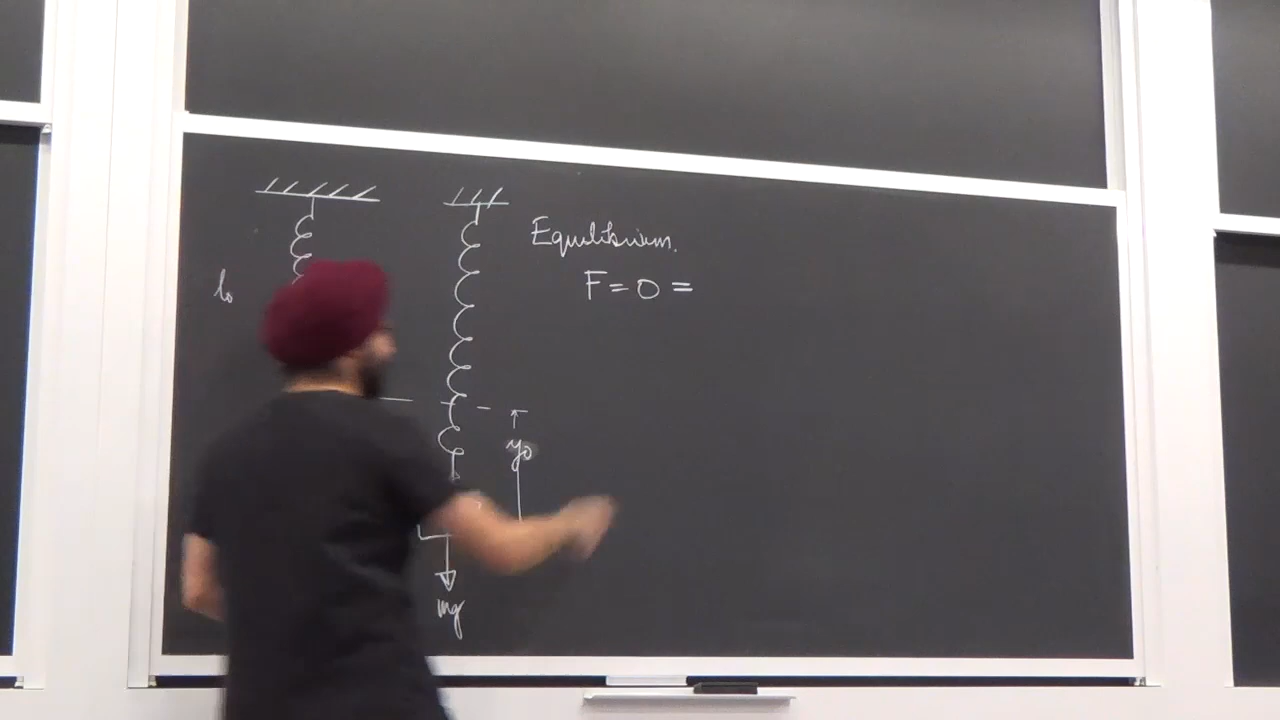 Equilibrium.
F = 0 =
l₀
y₀
mg